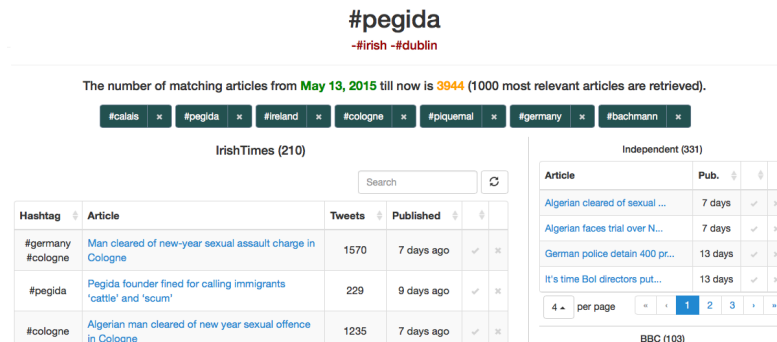 #pegida
-#irish -#dublin
The number of matching articles from May 13, 2015 till now is 3944 (1000 most relevant articles are retrieved).
#calais × #pegida × #ireland × #cologne × #piquemal × #germany × #bachmann ×
IrishTimes (210)
Search
Hashtag Article Tweets Published
#germany #cologne
Man cleared of new-year sexual assault charge in Cologne
1570
7 days ago
#pegida
Pegida founder fined for calling immigrants 'cattle' and 'scum'
229
9 days ago
#cologne
Algerian man cleared of new year sexual offence in Cologne
1235
7 days ago
Independent (331)
Article Pub.
Algerian cleared of sexual ... 7 days
Algerian faces trial over N... 7 days
German police detain 400 pr... 13 days
It's time BoI directors put... 13 days
4 per page « ‹ 1 2 3 › »
BBC (103)